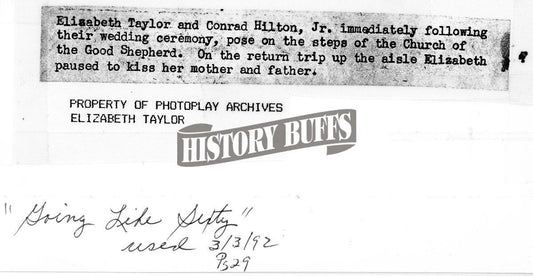 Elizabeth Taylor and Conrad Hilton, Jr. immediately following
their wedding ceremony, pose on the steps of the Church of
the Good Shepherd. On the return trip up the aisle Elizabeth
paused to kiss her mother and father.
PROPERTY OF PHOTOPLAY ARCHIVES
ELIZABETH TAYLOR
HISTORY BUFFS
"Going Like Sixty"
used 3/3/92
Pg 29